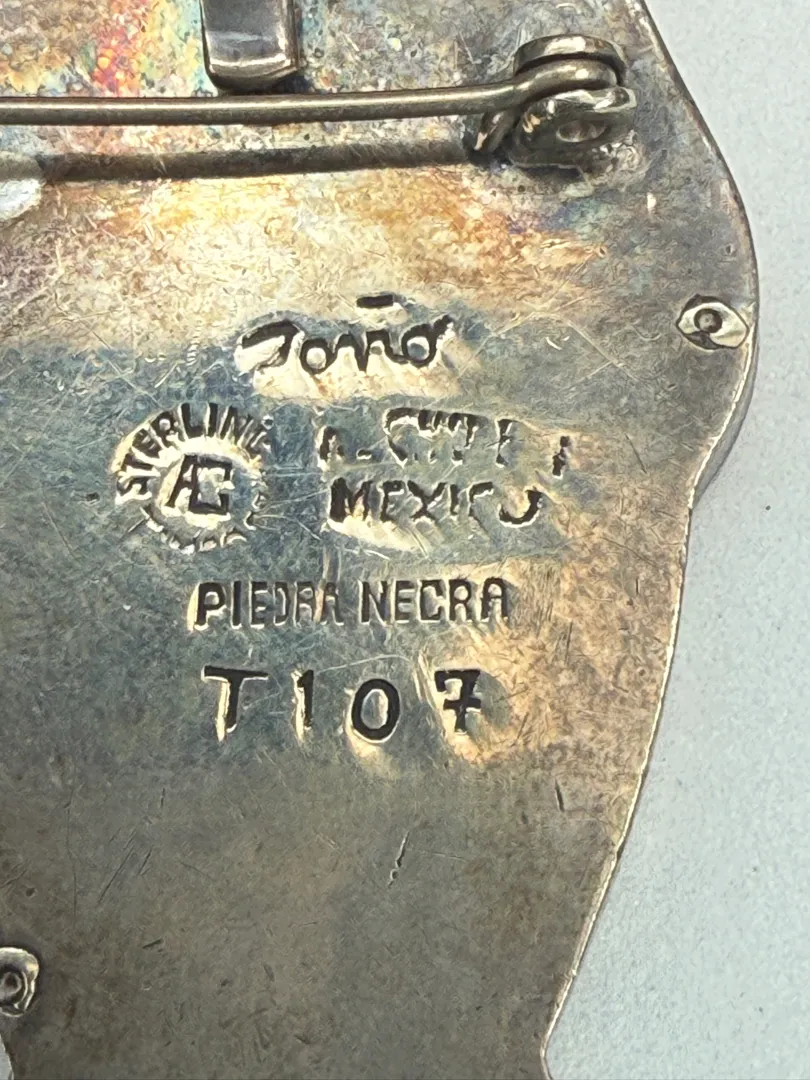 Toño
STERLING
AG
MEXICO
PIEDRA NEGRA
T107